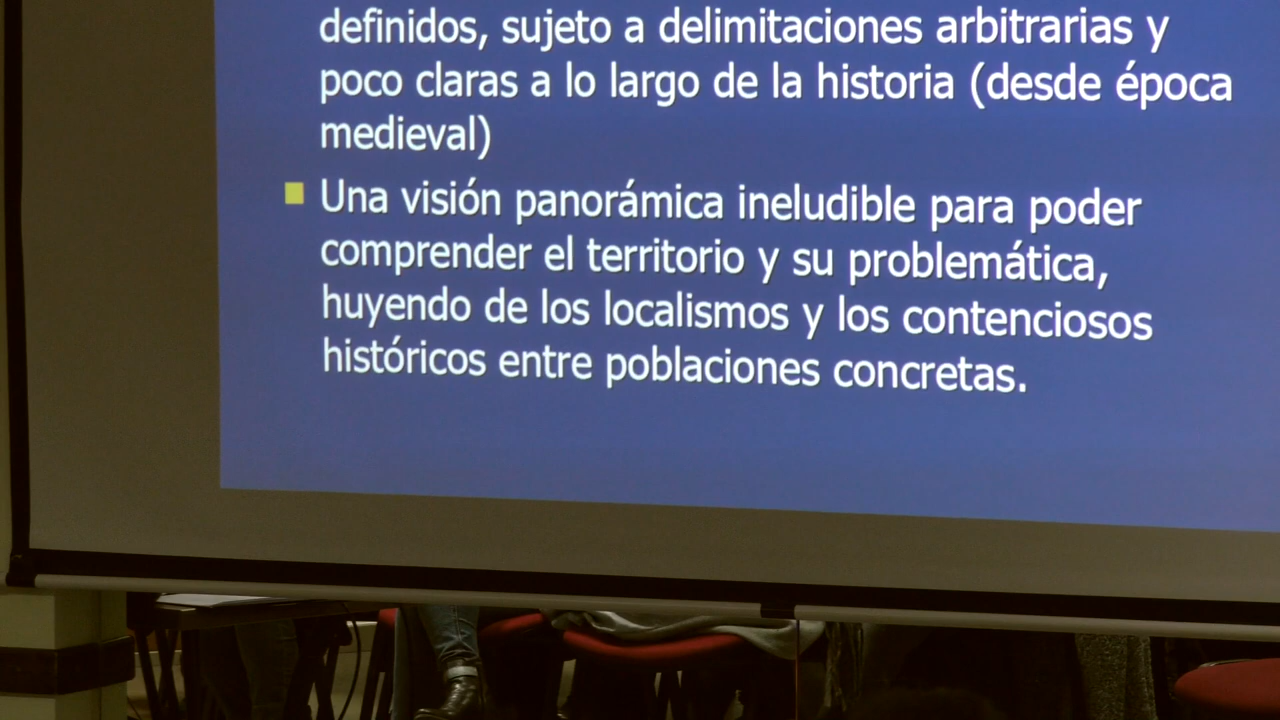 definidos, sujeto a delimitaciones arbitrarias y
poco claras a lo largo de la historia (desde época
medieval)
Una visión panorámica ineludible para poder
comprender el territorio y su problemática,
huyendo de los localismos y los contenciosos
históricos entre poblaciones concretas.